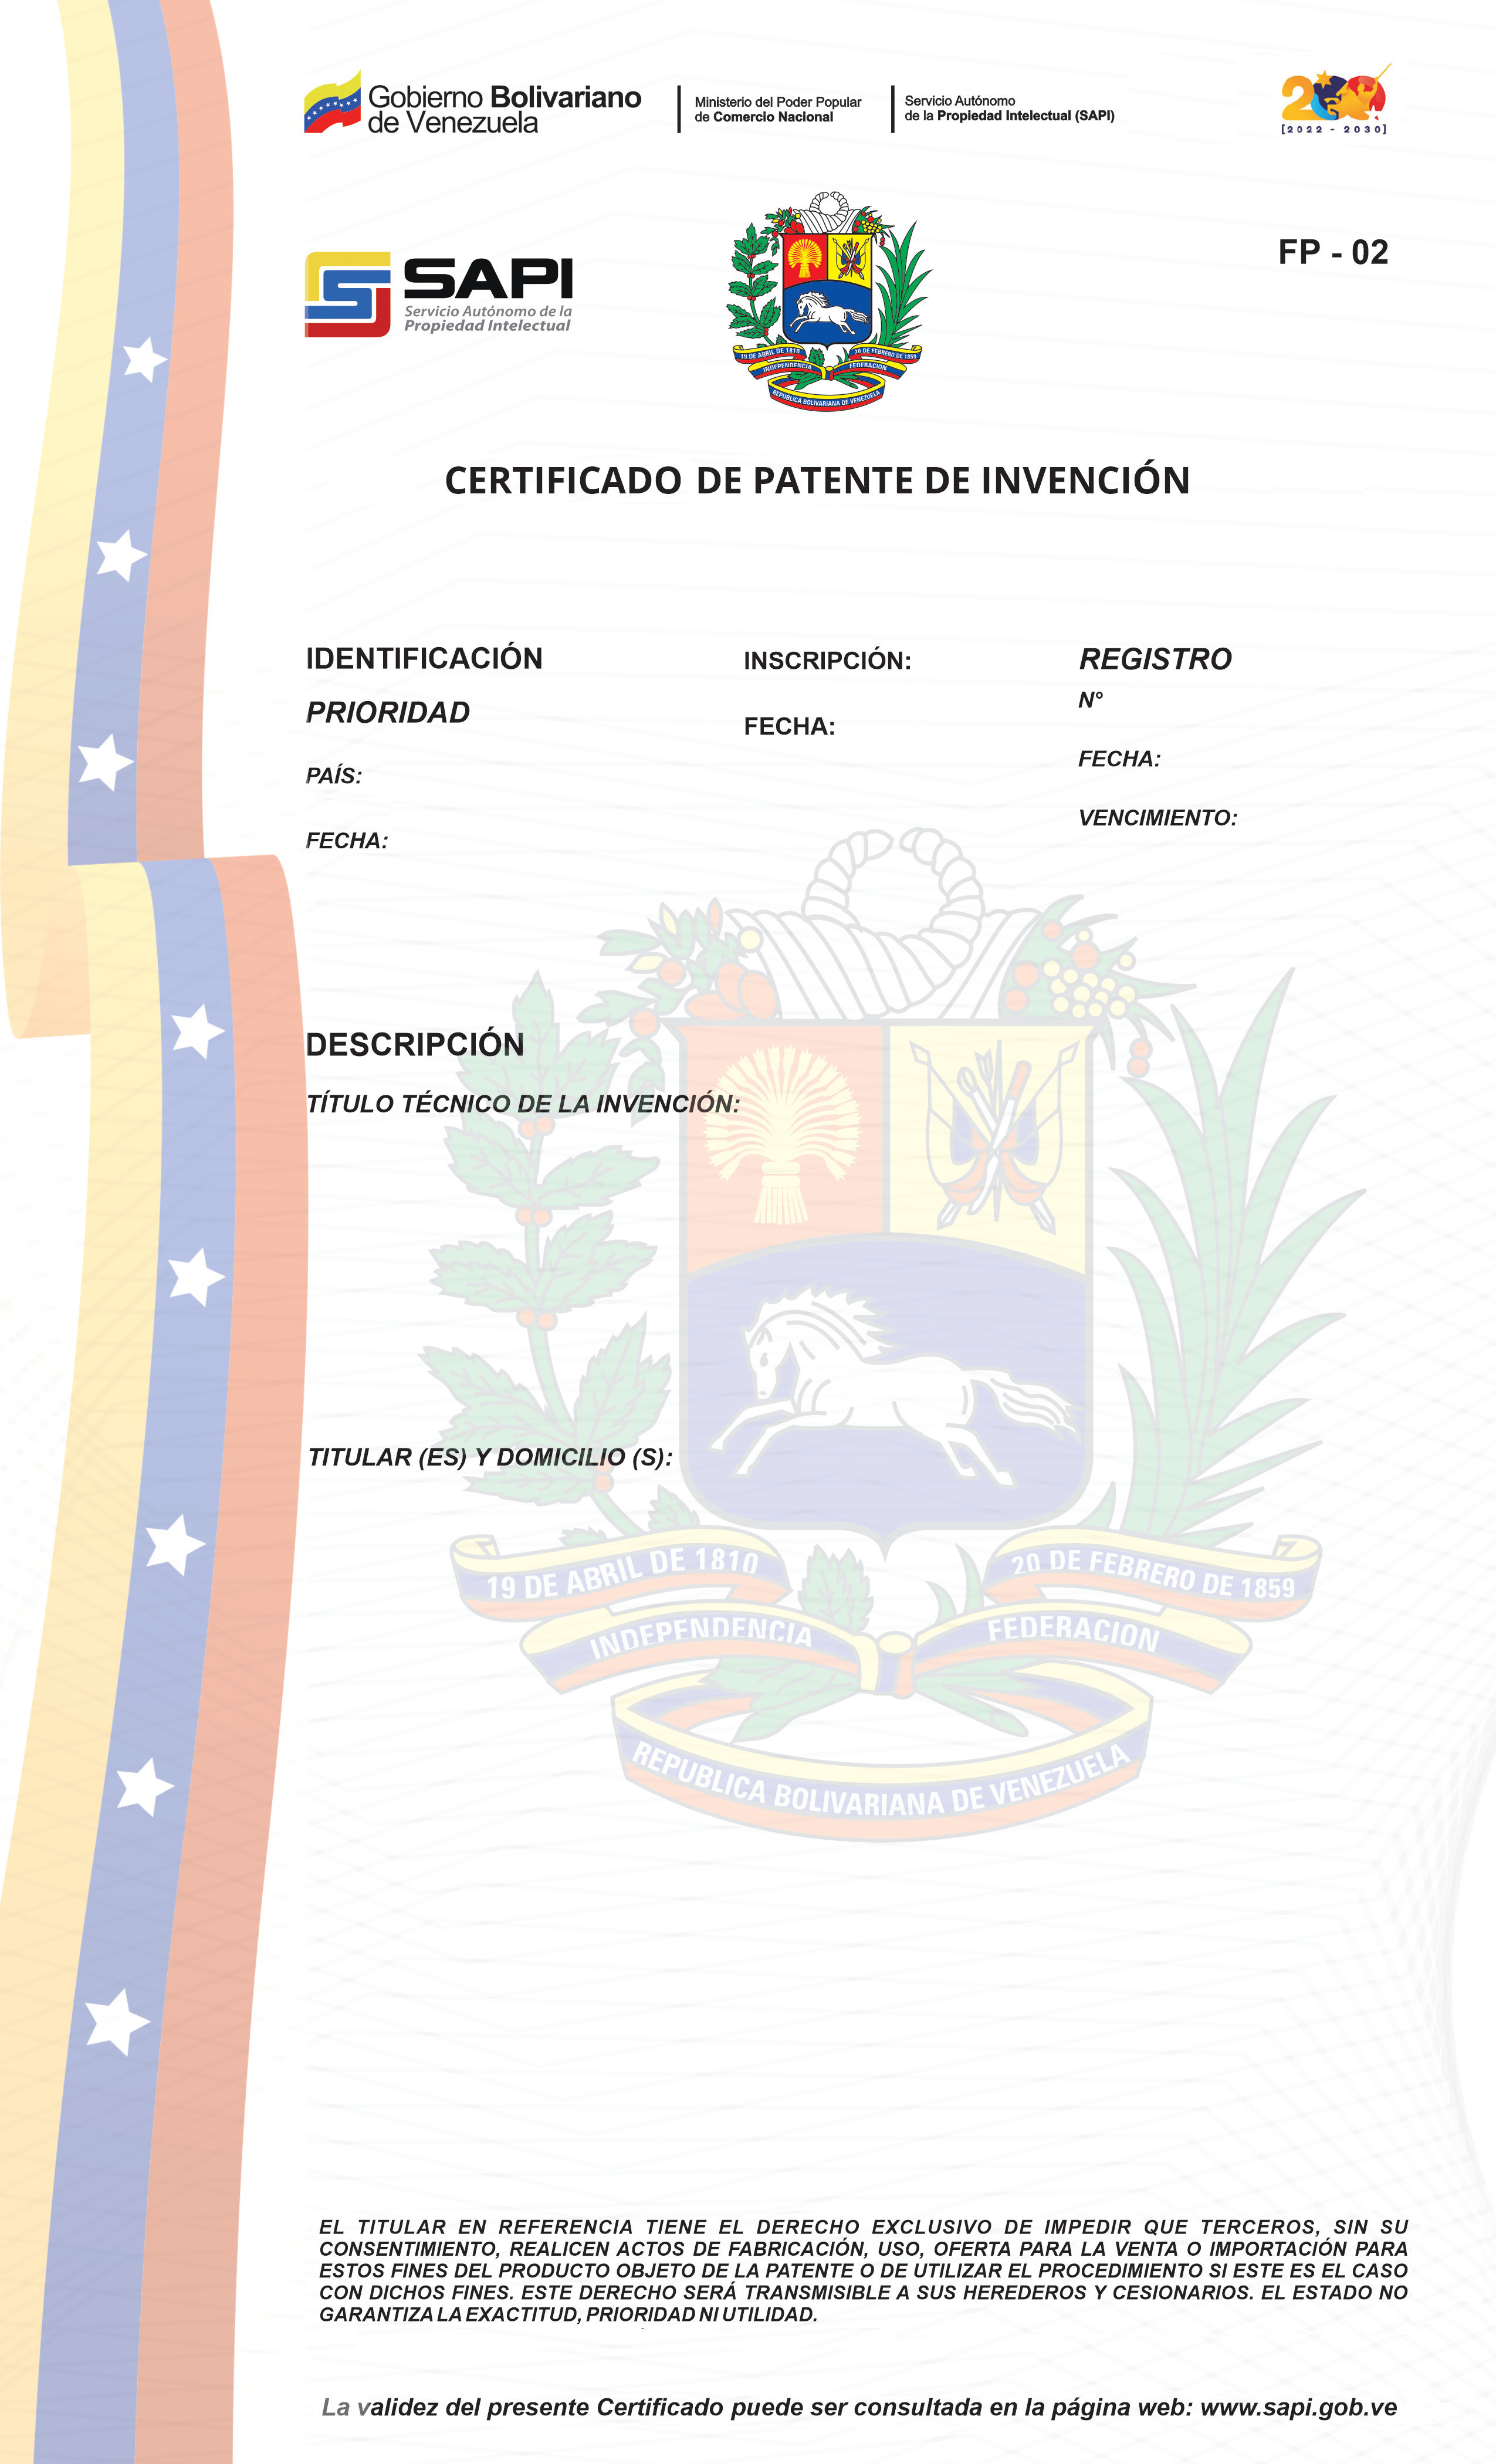 Gobierno Bolivariano
de Venezuela
Ministerio del Poder Popular
de Comercio Nacional
Servicio Autónomo
de la Propiedad Intelectual (SAPI)
200
[2022 - 2030]
SAPI
Servicio Autónomo de la
Propiedad Intelectual
19 DE ABRIL DE 1810
20 DE FEBRERO DE 1859
INDEPENDENCIA
FEDERACION
REPUBLICA BOLIVARIANA DE VENEZUELA
FP - 02
CERTIFICADO DE PATENTE DE INVENCIÓN
IDENTIFICACIÓN
PRIORIDAD
PAÍS:
FECHA:
INSCRIPCIÓN:
FECHA:
REGISTRO
N°
FECHA:
VENCIMIENTO:
DESCRIPCIÓN
TÍTULO TÉCNICO DE LA INVENCIÓN:
TITULAR (ES) Y DOMICILIO (S):
19 DE ABRIL DE 1810
20 DE FEBRERO DE 1859
INDEPENDENCIA
FEDERACION
REPUBLICA BOLIVARIANA DE VENEZUELA
EL TITULAR EN REFERENCIA TIENE EL DERECHO EXCLUSIVO DE IMPEDIR QUE TERCEROS, SIN SU
CONSENTIMIENTO, REALICEN ACTOS DE FABRICACIÓN, USO, OFERTA PARA LA VENTA O IMPORTACIÓN PARA
ESTOS FINES DEL PRODUCTO OBJETO DE LA PATENTE O DE UTILIZAR EL PROCEDIMIENTO SI ESTE ES EL CASO
CON DICHOS FINES. ESTE DERECHO SERÁ TRANSMISIBLE A SUS HEREDEROS Y CESIONARIOS. EL ESTADO NO
GARANTIZA LA EXACTITUD, PRIORIDAD NI UTILIDAD.
La validez del presente Certificado puede ser consultada en la página web: www.sapi.gob.ve